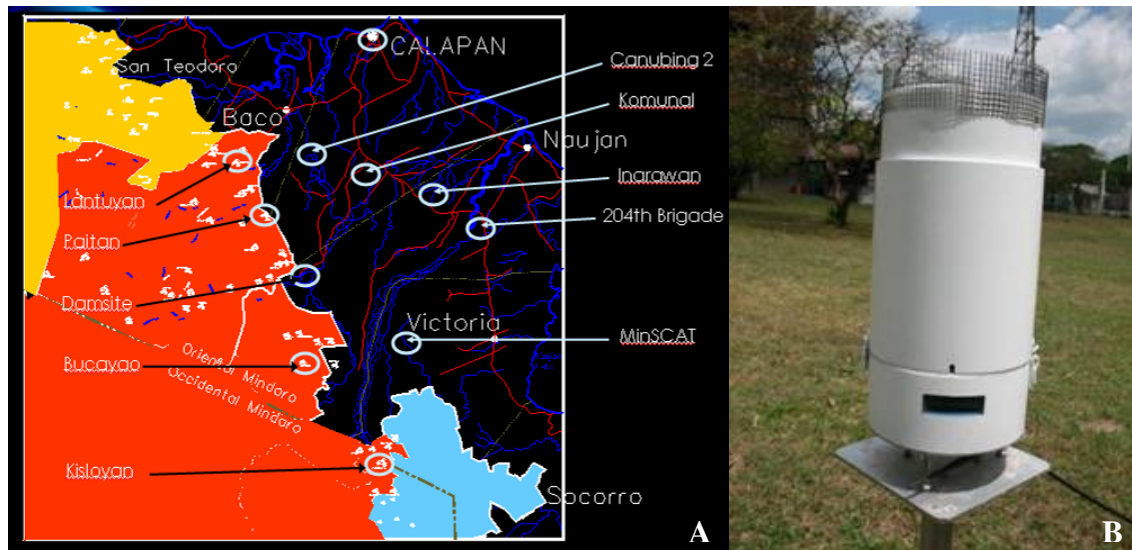 CALAPAN
San Teodoro
Baco
Naujan
Canubing 2
Komunal
Inarawan
204th Brigade
MinSCAT
Lantuyan
Paitan
Damsite
Bucayao
Kisloyan
Victoria
Oriental Mindoro
Occidental Mindoro
Socorro
A
B